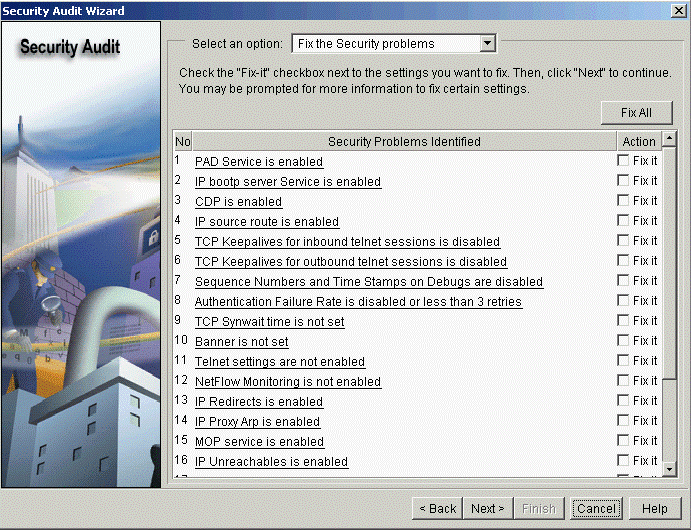 Security Audit Wizard
Security Audit
Select an option: Fix the Security problems
Check the "Fix-it" checkbox next to the settings you want to fix. Then, click "Next" to continue.
You may be prompted for more information to fix certain settings.
Fix All
No Security Problems Identified Action
1 PAD Service is enabled Fix it
2 IP bootp server Service is enabled Fix it
3 CDP is enabled Fix it
4 IP source route is enabled Fix it
5 TCP Keepalives for inbound telnet sessions is disabled Fix it
6 TCP Keepalives for outbound telnet sessions is disabled Fix it
7 Sequence Numbers and Time Stamps on Debugs are disabled Fix it
8 Authentication Failure Rate is disabled or less than 3 retries Fix it
9 TCP Synwait time is not set Fix it
10 Banner is not set Fix it
11 Telnet settings are not enabled Fix it
12 NetFlow Monitoring is not enabled Fix it
13 IP Redirects is enabled Fix it
14 IP Proxy Arp is enabled Fix it
15 MOP service is enabled Fix it
16 IP Unreachables is enabled Fix it
< Back Next > Finish Cancel Help